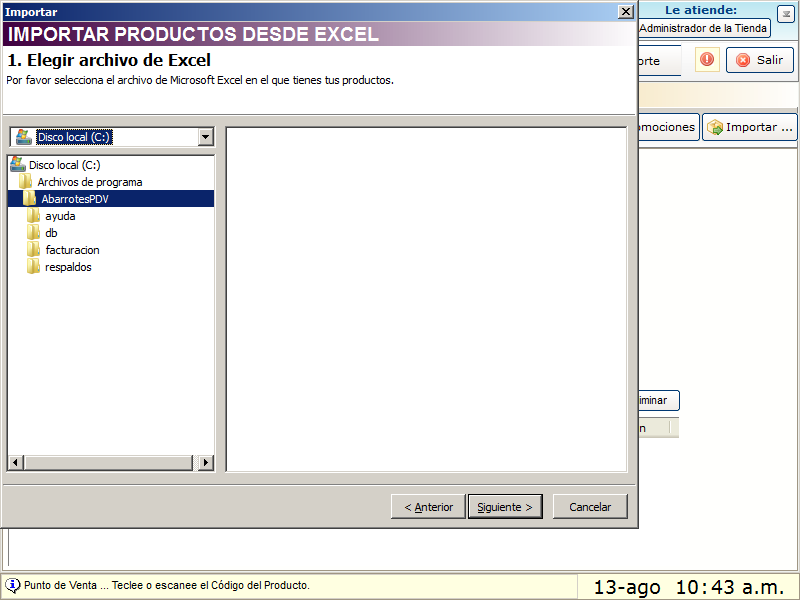 Importar
IMPORTAR PRODUCTOS DESDE EXCEL
1. Elegir archivo de Excel
Por favor selecciona el archivo de Microsoft Excel en el que tienes tus productos.
Disco local (C:)
Disco local (C:)
Archivos de programa
AbarrotesPDV
ayuda
db
facturacion
respaldos
< Anterior
Siguiente >
Cancelar
Le atiende:
Administrador de la Tienda
orte
Salir
omociones
Importar ...
iminar
n
Punto de Venta ... Teclee o escanee el Código del Producto.
13-ago 10:43 a.m.